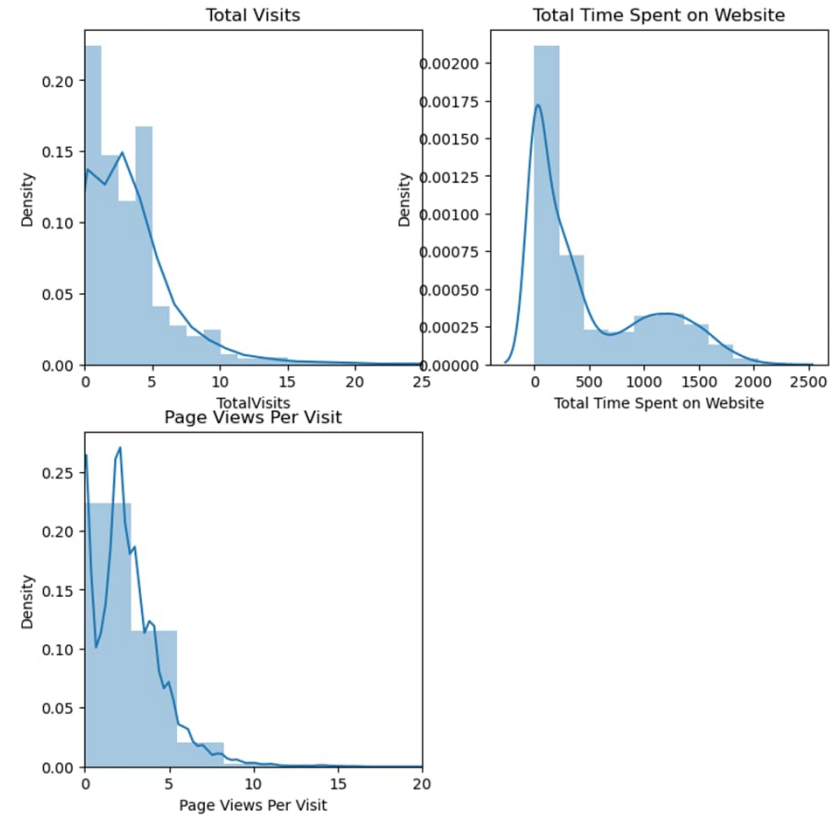 Total Visits
0.20
0.15
0.10
0.05
0.00
Density
0 5 10 15 20 25
TotalVisits
Total Time Spent on Website
0.00200
0.00175
0.00150
0.00125
0.00100
0.00075
0.00050
0.00025
0.00000
Density
0 500 1000 1500 2000 2500
Total Time Spent on Website
Page Views Per Visit
0.25
0.20
0.15
0.10
0.05
0.00
Density
0 5 10 15 20
Page Views Per Visit